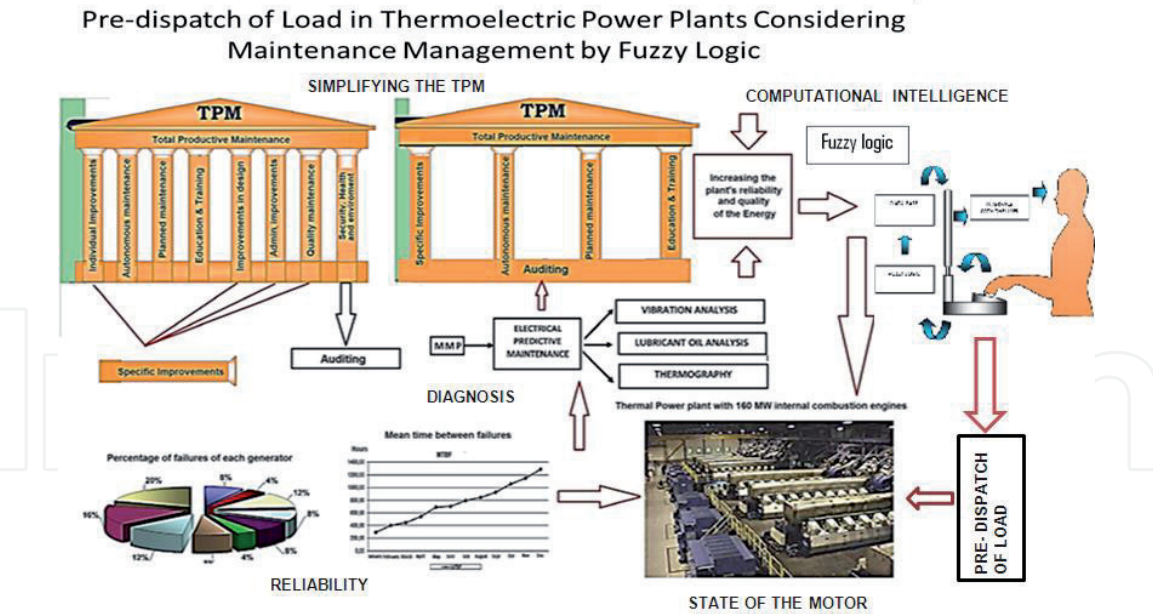 Pre-dispatch of Load in Thermoelectric Power Plants Considering
Maintenance Management by Fuzzy Logic
SIMPLIFYING THE TPM
COMPUTATIONAL INTELLIGENCE
TPM
Total Productive Maintenance
Individual Improvements
Autonomous maintenance
Planned maintenance
Education & Training
Improvements in design
Admin, improvements
Quality maintenance
Security, Health
and enviroment
Specific Improvements
Auditing
TPM
Total Productive Maintenance
Specific Improvements
Autonomous maintenance
Planned maintenance
Education & Training
Auditing
Increasing the
plant's reliability
and quality
of the Energy
Fuzzy logic
FUZZY LOGIC
MMP
ELECTRICAL
PREDICTIVE
MAINTENANCE
VIBRATION ANALYSIS
LUBRICANT OIL ANALYSIS
THERMOGRAPHY
DIAGNOSIS
Thermal Power plant with 160 MW internal combustion engines
Percentage of failures of each generator
20%
8%
4%
12%
8%
8%
4%
12%
16%
RELIABILITY
Mean time between failures
Hours
MTBF
STATE OF THE MOTOR
PRE- DISPATCH
OF LOAD